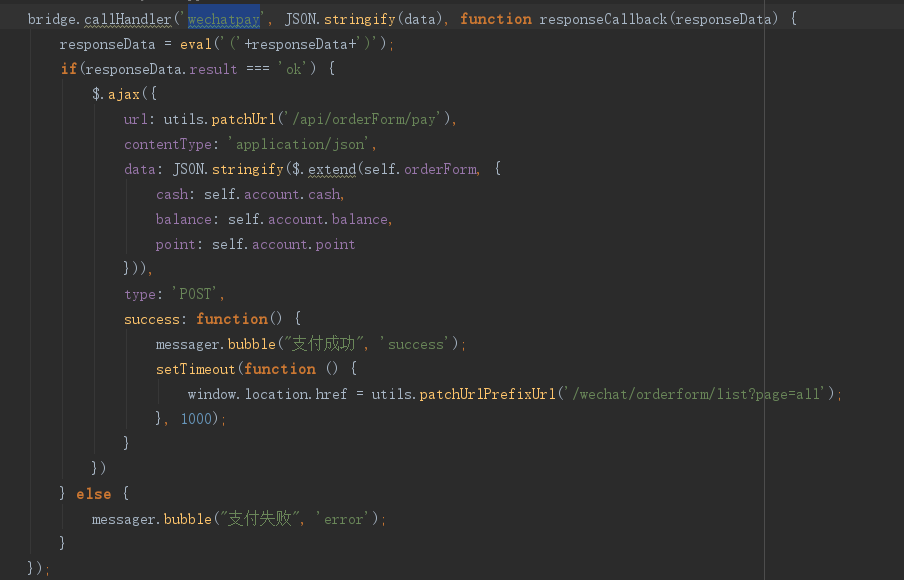 bridge.callHandler('wechatpay', JSON.stringify(data), function responseCallback(responseData) {
    responseData = eval('('+responseData+')');
    if(responseData.result === 'ok') {
        $.ajax({
            url: utils.patchUrl('/api/orderForm/pay'),
            contentType: 'application/json',
            data: JSON.stringify($.extend(self.orderForm, {
                cash: self.account.cash,
                balance: self.account.balance,
                point: self.account.point
            })),
            type: 'POST',
            success: function() {
                messager.bubble("支付成功", 'success');
                setTimeout(function () {
                    window.location.href = utils.patchUrlPrefixUrl('/wechat/orderform/list?page=all');
                }, 1000);
            }
        })
    } else {
        messager.bubble("支付失败", 'error');
    }
});